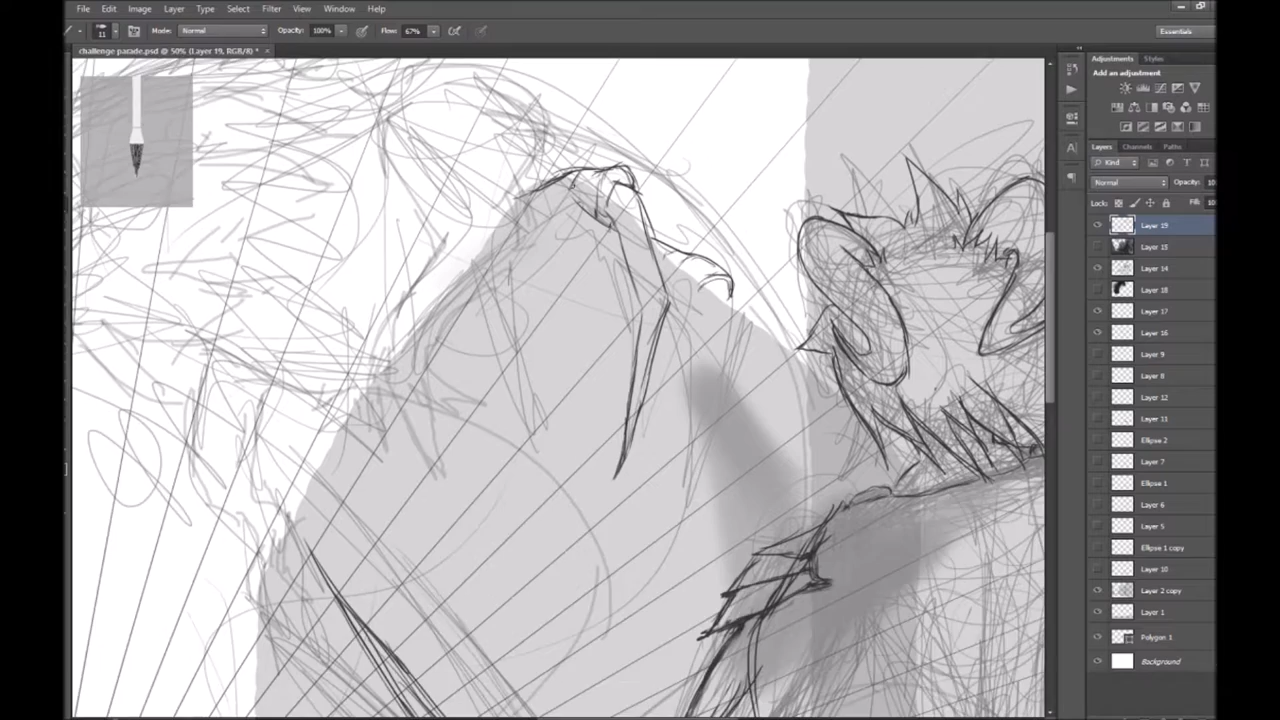 File Edit Image Layer Type Select Filter View Window Help
11 Mode: Normal Opacity: 100% Flow: 67% Essentials
challenge parade.psd @ 50% (Layer 19, RGB/8) * ×
Adjustments Styles
Add an adjustment
Layers Channels Paths
Kind
Normal Opacity:
Lock: Fill:
Layer 19
Layer 15
Layer 14
Layer 18
Layer 17
Layer 16
Layer 9
Layer 8
Layer 12
Layer 11
Ellipse 2
Layer 7
Ellipse 1
Layer 6
Layer 5
Ellipse 1 copy
Layer 10
Layer 2 copy
Layer 1
Polygon 1
Background